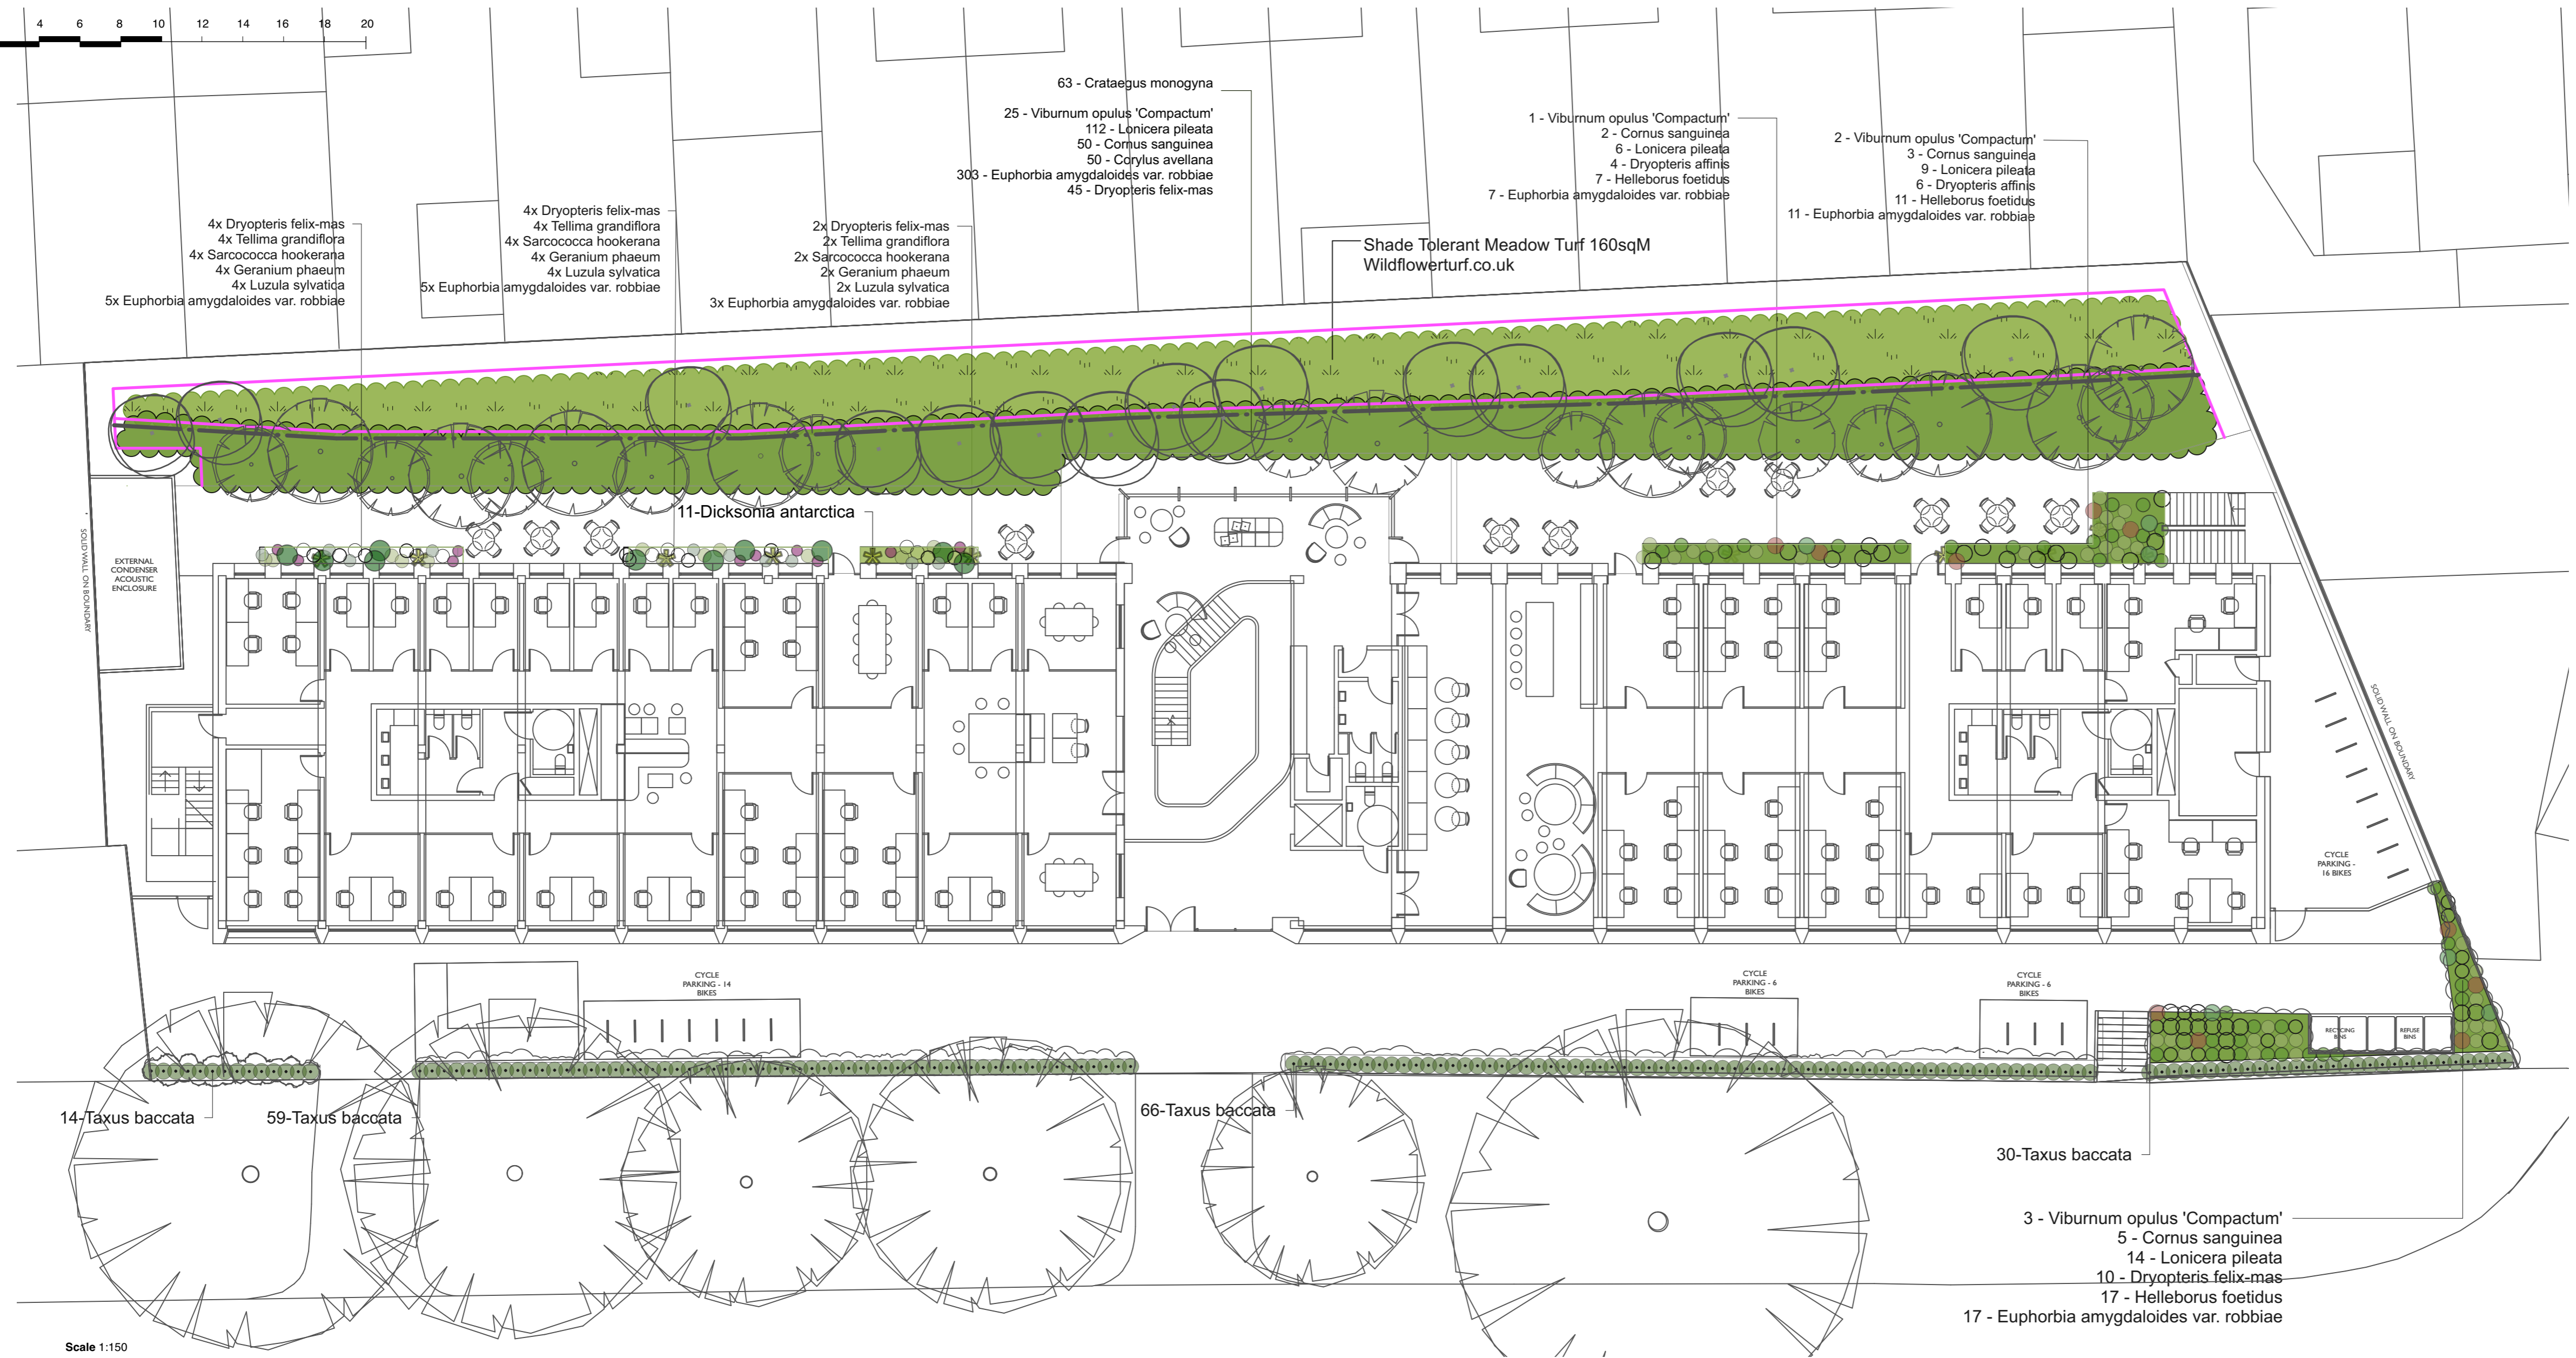 4 6 8 10 12 14 16 18 20
63 - Crataegus monogyna
25 - Viburnum opulus 'Compactum'
112 - Lonicera pileata
50 - Cornus sanguinea
50 - Corylus avellana
303 - Euphorbia amygdaloides var. robbiae
45 - Dryopteris felix-mas
1 - Viburnum opulus 'Compactum'
2 - Cornus sanguinea
6 - Lonicera pileata
4 - Dryopteris affinis
7 - Helleborus foetidus
7 - Euphorbia amygdaloides var. robbiae
2 - Viburnum opulus 'Compactum'
3 - Cornus sanguinea
9 - Lonicera pileata
6 - Dryopteris affinis
11 - Helleborus foetidus
11 - Euphorbia amygdaloides var. robbiae
4x Dryopteris felix-mas
4x Tellima grandiflora
4x Sarcococca hookerana
4x Geranium phaeum
4x Luzula sylvatica
5x Euphorbia amygdaloides var. robbiae
4x Dryopteris felix-mas
4x Tellima grandiflora
4x Sarcococca hookerana
4x Geranium phaeum
4x Luzula sylvatica
5x Euphorbia amygdaloides var. robbiae
2x Dryopteris felix-mas
2x Tellima grandiflora
2x Sarcococca hookerana
2x Geranium phaeum
2x Luzula sylvatica
3x Euphorbia amygdaloides var. robbiae
Shade Tolerant Meadow Turf 160sqM
Wildflowerturf.co.uk
11-Dicksonia antarctica
SOLID WALL ON BOUNDARY
EXTERNAL
CONDENSER
ACOUSTIC
ENCLOSURE
SOLID WALL ON BOUNDARY
CYCLE
PARKING -
16 BIKES
CYCLE
PARKING - 14
BIKES
CYCLE
PARKING - 6
BIKES
CYCLE
PARKING - 6
BIKES
RECYCING
BINS
REFUSE
BINS
14-Taxus baccata
59-Taxus baccata
66-Taxus baccata
30-Taxus baccata
3 - Viburnum opulus 'Compactum'
5 - Cornus sanguinea
14 - Lonicera pileata
10 - Dryopteris felix-mas
17 - Helleborus foetidus
17 - Euphorbia amygdaloides var. robbiae
Scale 1:150